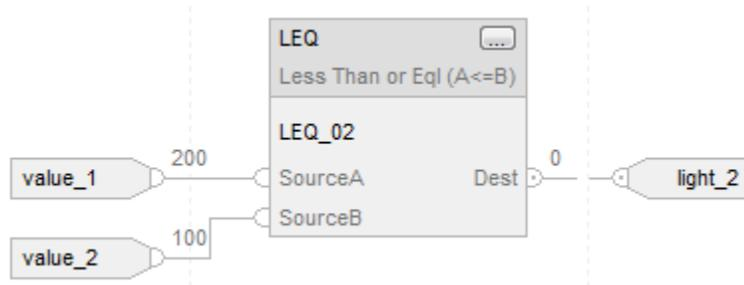 LEQ
...
Less Than or Eql (A<=B)
LEQ_02
200
0
value_1
SourceA
Dest
light_2
SourceB
100
value_2